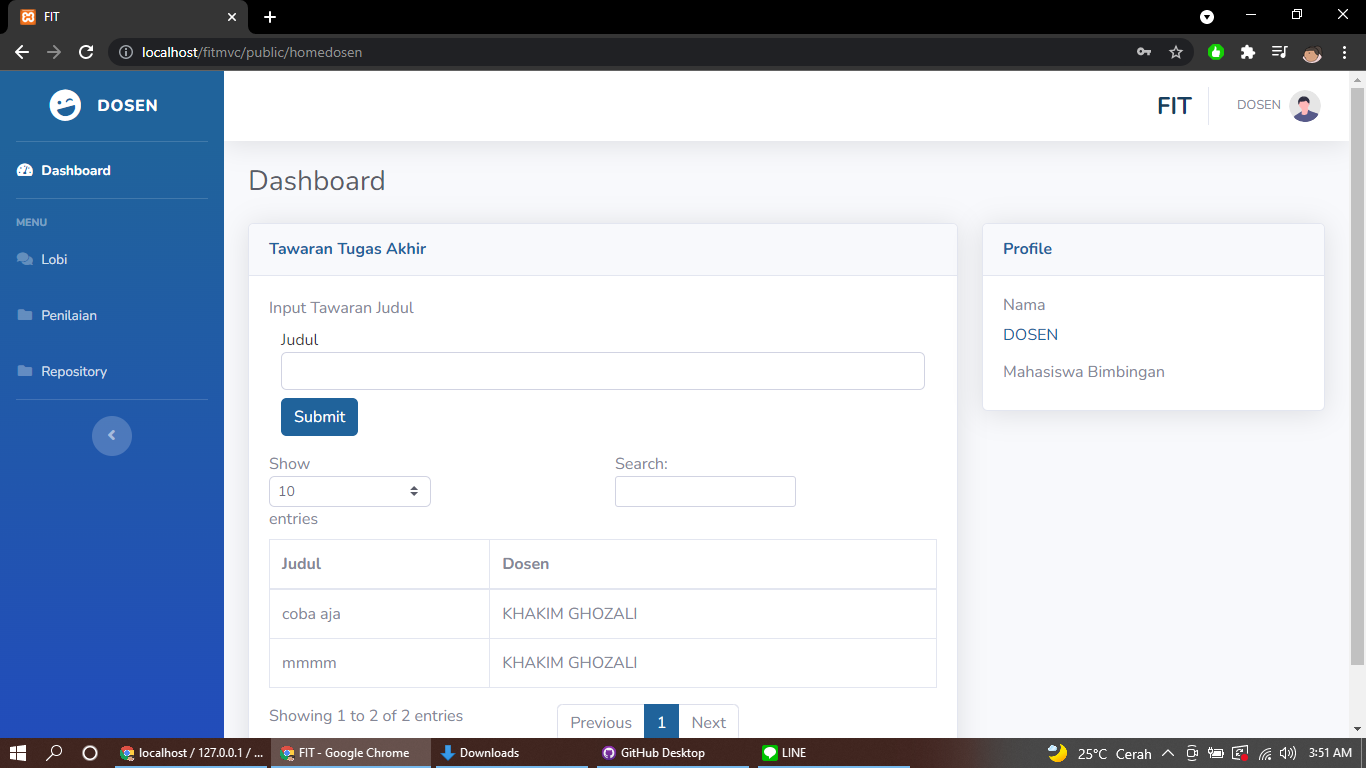 FIT
localhost/fitmvc/public/homedosen
DOSEN
FIT
DOSEN
Dashboard
MENU
Lobi
Penilaian
Repository
Dashboard
Tawaran Tugas Akhir
Input Tawaran Judul
Judul
Submit
Show
10
entries
Search:
Judul Dosen
coba aja KHAKIM GHOZALI
mmmm KHAKIM GHOZALI
Showing 1 to 2 of 2 entries
Previous 1 Next
Profile
Nama
DOSEN
Mahasiswa Bimbingan
localhost / 127.0.0.1 / ...
FIT - Google Chrome
Downloads
GitHub Desktop
LINE
25°C Cerah
3:51 AM